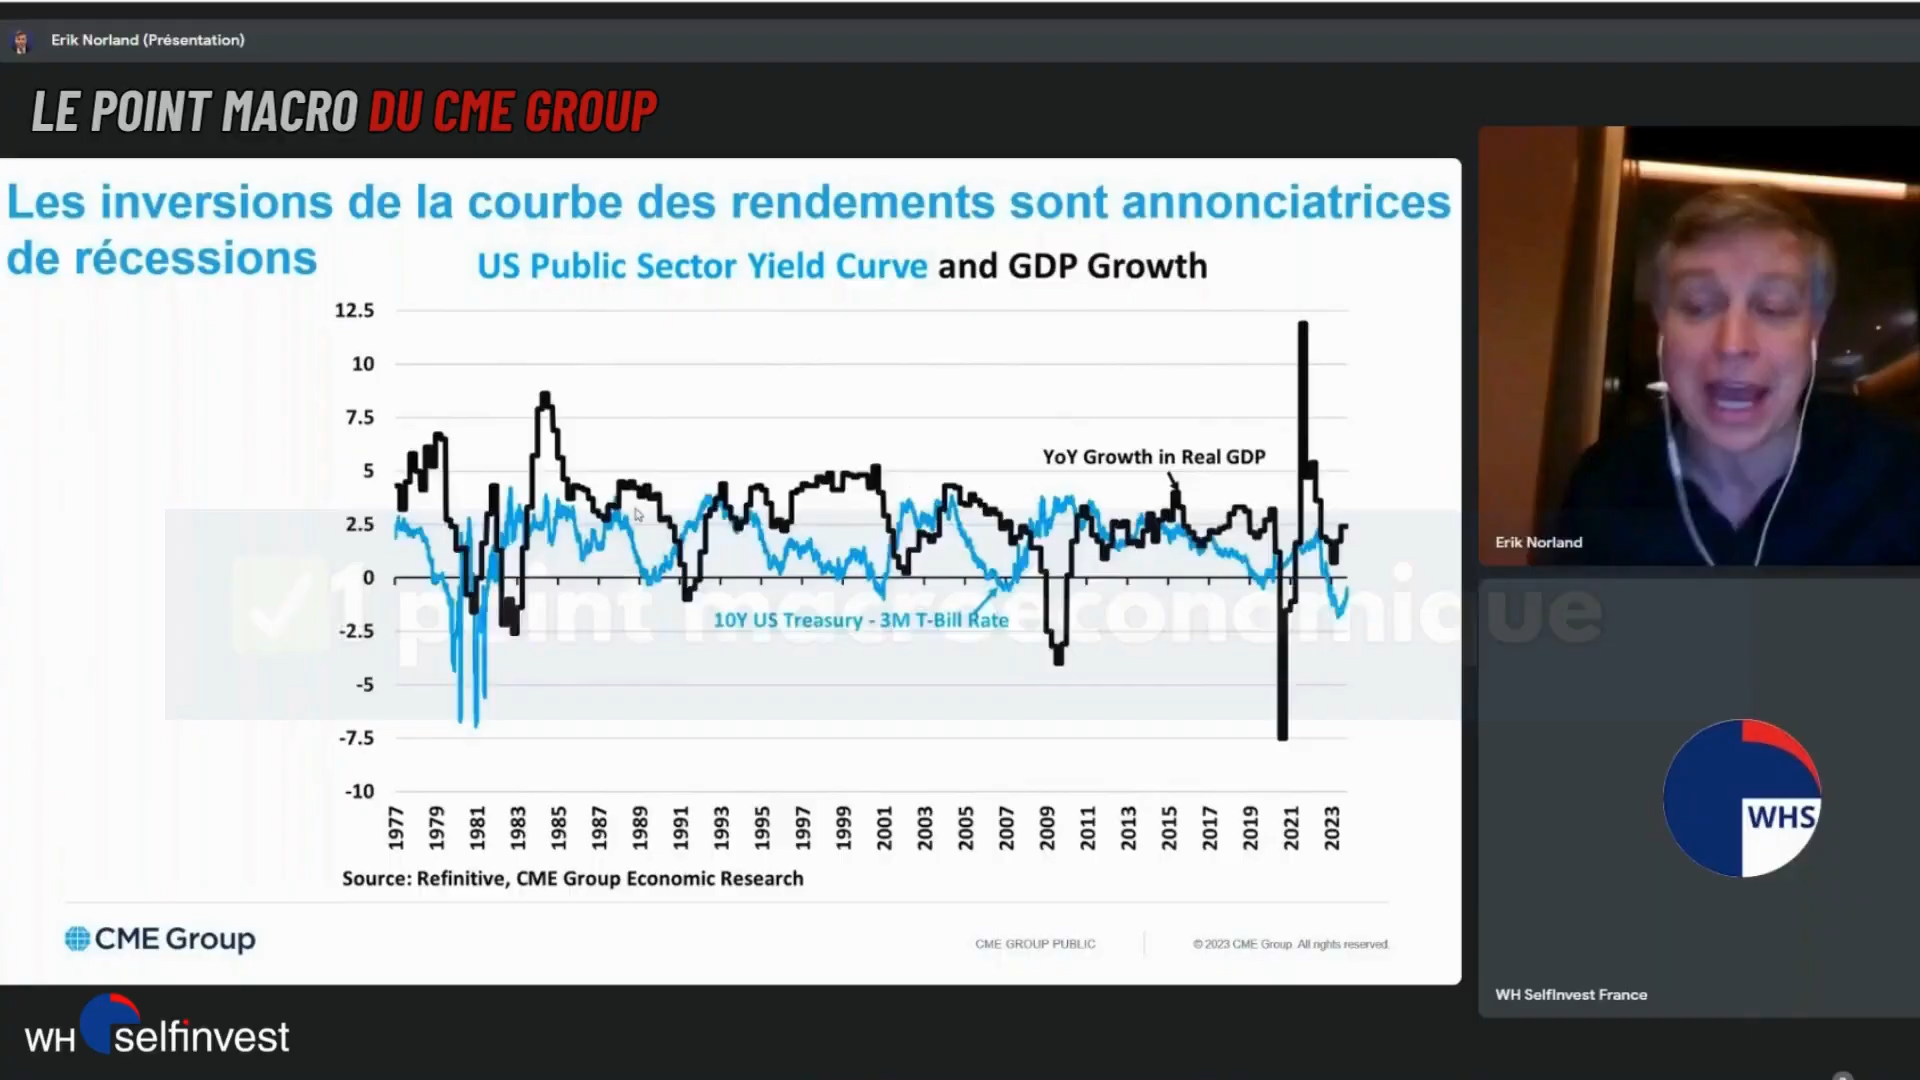 Erik Norland (Présentation)
LE POINT MACRO DU CME GROUP
Les inversions de la courbe des rendements sont annonciatrices
de récessions
US Public Sector Yield Curve and GDP Growth
12.5
10
7.5
5
2.5
0
-2.5
-5
-7.5
-10
YoY Growth in Real GDP
10Y US Treasury - 3M T-Bill Rate
✅1 point macroéconomique
1977
1979
1981
1983
1985
1987
1989
1991
1993
1995
1997
1999
2001
2003
2005
2007
2009
2011
2013
2015
2017
2019
2021
2023
Source: Refinitive, CME Group Economic Research
CME Group
CME GROUP PUBLIC
© 2023 CME Group. All rights reserved.
Erik Norland
WHS
WH SelfInvest France
WH selfinvest